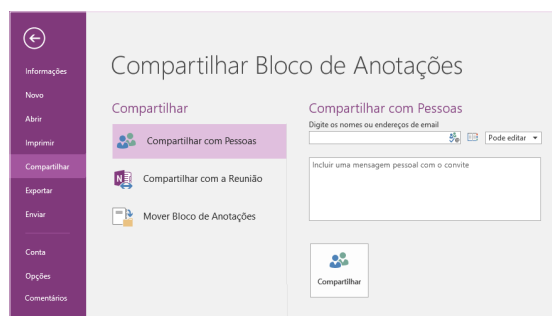 Informações
Novo
Abrir
Imprimir
Compartilhar
Exportar
Enviar
Conta
Opções
Comentários
Compartilhar Bloco de Anotações
Compartilhar
Compartilhar com Pessoas
Compartilhar com a Reunião
Mover Bloco de Anotações
Compartilhar com Pessoas
Digite os nomes ou endereços de email
Pode editar
Incluir uma mensagem pessoal com o convite
Compartilhar